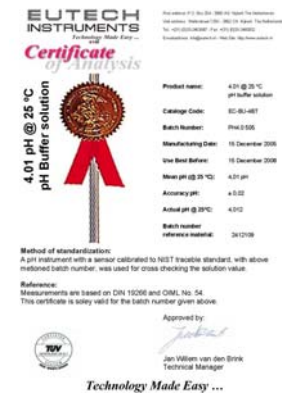 EUTECH
INSTRUMENTS
Technology Made Easy ...
Certificate
of Analysis
4.01 pH @ 25 °C
pH Buffer solution
Product name: 4.01 @ 25 °C
pH buffer solution
Cataloge Code: EC-BU-4BT
Batch Number:
Manufacturing Date: 15 December 2005
Use Best Before: 15 December 2008
Mean pH (@ 25 °C): 4.01 pH
Accuracy pH: ± 0.02
Actual pH @ 25°C: 4.012
Batch number
reference material: 2412109
Method of standardization:
A pH instrument with a sensor calibrated to NIST traceable standard, with above
metioned batch number, was used for cross checking the solution value.
Reference:
Measurements are based on DIN 19266 and OIML No. 54.
This certificate is soley valid for the batch number given above.
Approved by:
TUV
Jan Willem van den Brink
Technical Manager
Technology Made Easy ...